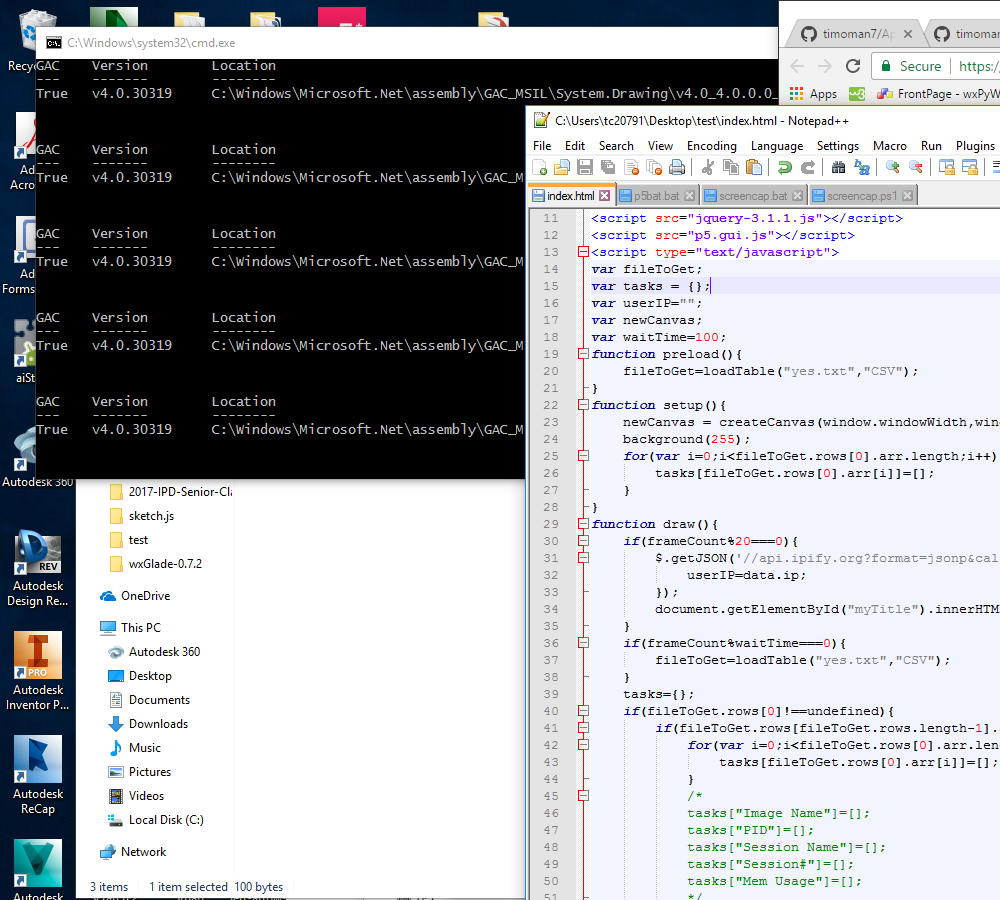 Recyc
Ad
Acro
Ad
Forms
aiSt
Autodesk 360
REV
Autodesk
Design Re...
PRO
Autodesk
Inventor P...
Autodesk
ReCap
Autodesk
C:\Windows\system32\cmd.exe
GAC    Version        Location
---    -------        --------
True   v4.0.30319     C:\Windows\Microsoft.Net\assembly\GAC_MSIL\System.Drawing\v4.0_4.0.0.0_
GAC    Version        Location
---    -------        --------
True   v4.0.30319     C:\Windows\Microsoft.Net\assembly\GAC_M
GAC    Version        Location
---    -------        --------
True   v4.0.30319     C:\Windows\Microsoft.Net\assembly\GAC_M
GAC    Version        Location
---    -------        --------
True   v4.0.30319     C:\Windows\Microsoft.Net\assembly\GAC_M
GAC    Version        Location
---    -------        --------
True   v4.0.30319     C:\Windows\Microsoft.Net\assembly\GAC_M
2017-IPD-Senior-Cla
sketch.js
test
wxGlade-0.7.2
OneDrive
This PC
Autodesk 360
Desktop
Documents
Downloads
Music
Pictures
Videos
Local Disk (C:)
Network
3 items 1 item selected 100 bytes
timoman7/Ap timoman
Secure https:/
Apps w3 FrontPage - wxPyW
C:\Users\tc20791\Desktop\test\index.html - Notepad++
File Edit Search View Encoding Language Settings Macro Run Plugins
index.html p5bat.bat screencap.bat screencap.ps1
11 <script src="jquery-3.1.1.js"></script>
12 <script src="p5.gui.js"></script>
13 <script type="text/javascript">
14 var fileToGet;
15 var tasks = {};
16 var userIP="";
17 var newCanvas;
18 var waitTime=100;
19 function preload(){
20     fileToGet=loadTable("yes.txt","CSV");
21 }
22 function setup(){
23     newCanvas = createCanvas(window.windowWidth,win
24     background(255);
25     for(var i=0;i<fileToGet.rows[0].arr.length;i++)
26         tasks[fileToGet.rows[0].arr[i]]=[];
27     }
28 }
29 function draw(){
30     if(frameCount%20===0){
31         $.getJSON('//api.ipify.org?format=jsonp&cal
32             userIP=data.ip;
33         });
34         document.getElementById("myTitle").innerHTM
35     }
36     if(frameCount%waitTime===0){
37         fileToGet=loadTable("yes.txt","CSV");
38     }
39     tasks={};
40     if(fileToGet.rows[0]!==undefined){
41         if(fileToGet.rows[fileToGet.rows.length-1].
42             for(var i=0;i<fileToGet.rows[0].arr.len
43                 tasks[fileToGet.rows[0].arr[i]]=[];
44             }
45             /*
46             tasks["Image Name"]=[];
47             tasks["PID"]=[];
48             tasks["Session Name"]=[];
49             tasks["Session#"]=[];
50             tasks["Mem Usage"]=[];
51             */